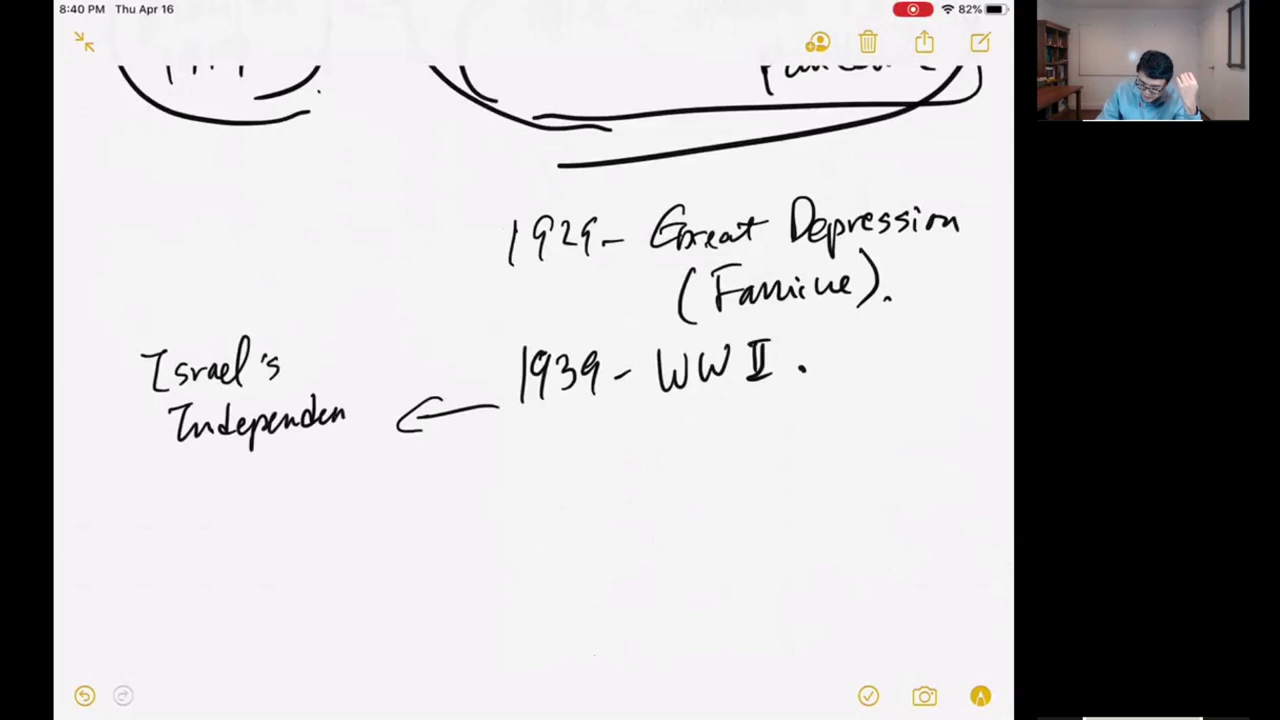 8:40 PM Thu Apr 16
82%
1929- Great Depression
(Famine).
Israel's
1939 - WW II.
Independen